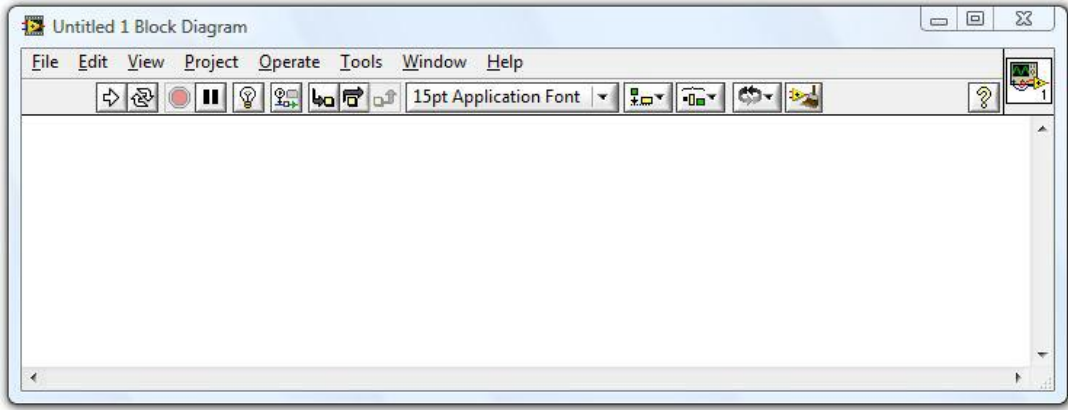 Untitled 1 Block Diagram
File Edit View Project Operate Tools Window Help
15pt Application Font ?
1